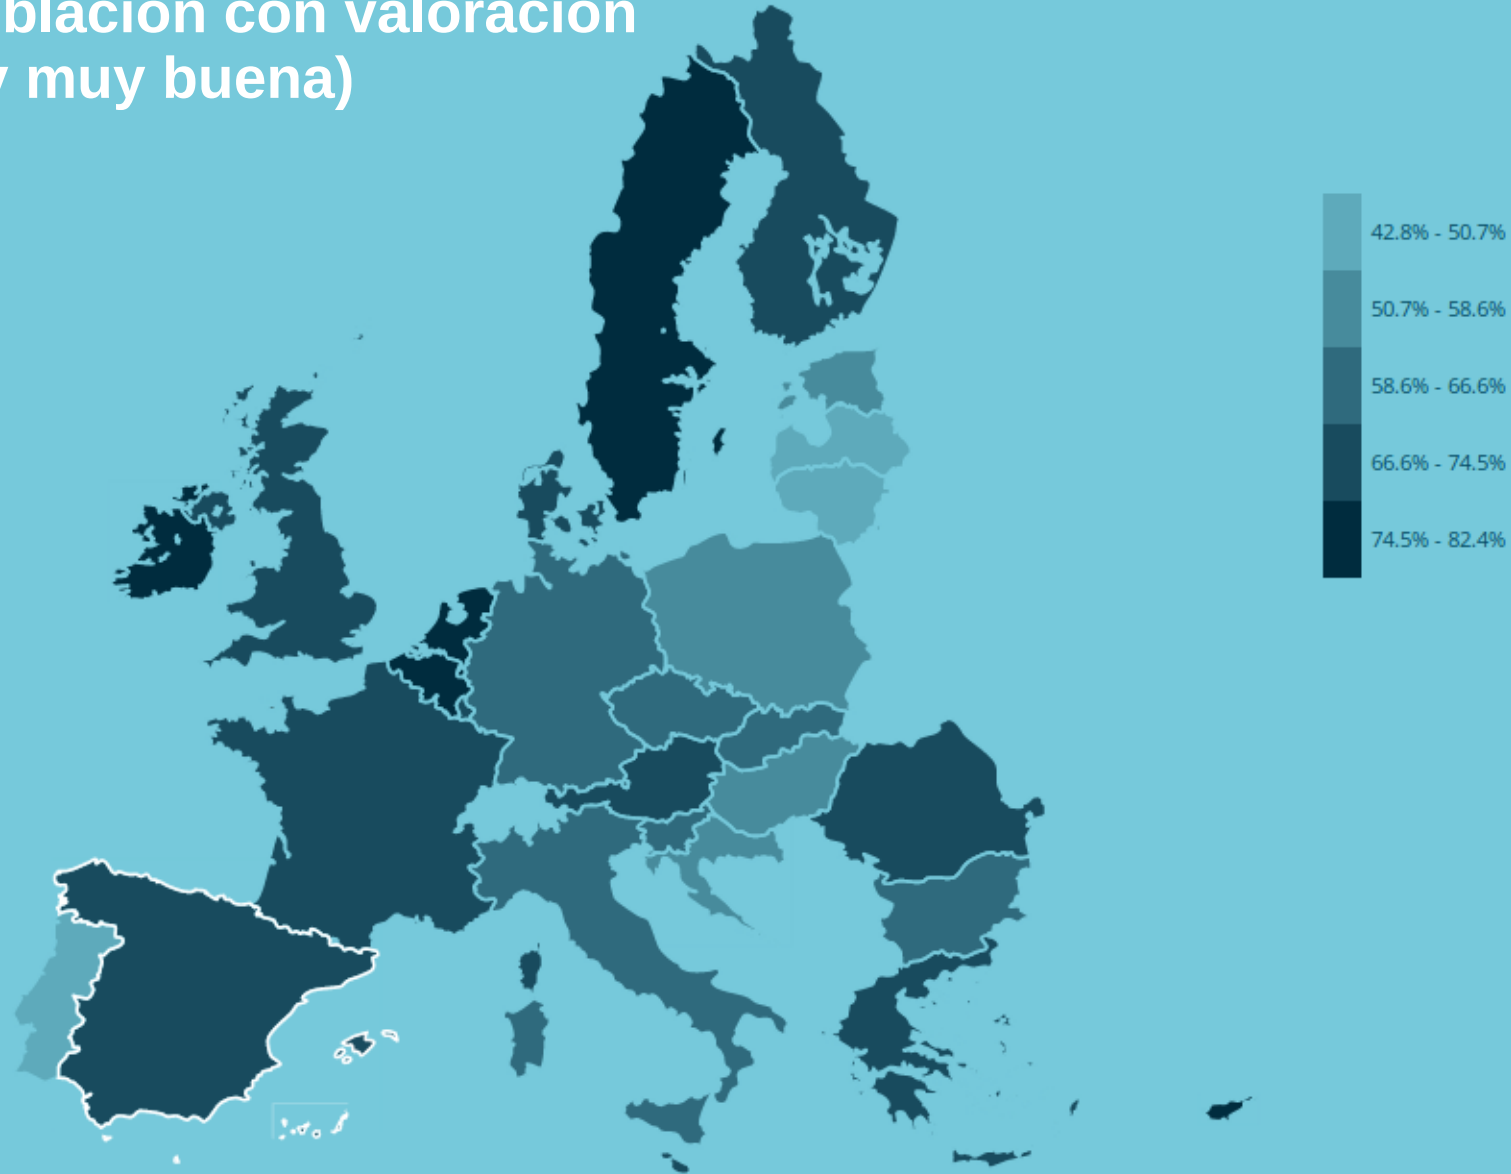 blación con valoración
y muy buena)
42.8% - 50.7%
50.7% - 58.6%
58.6% - 66.6%
66.6% - 74.5%
74.5% - 82.4%